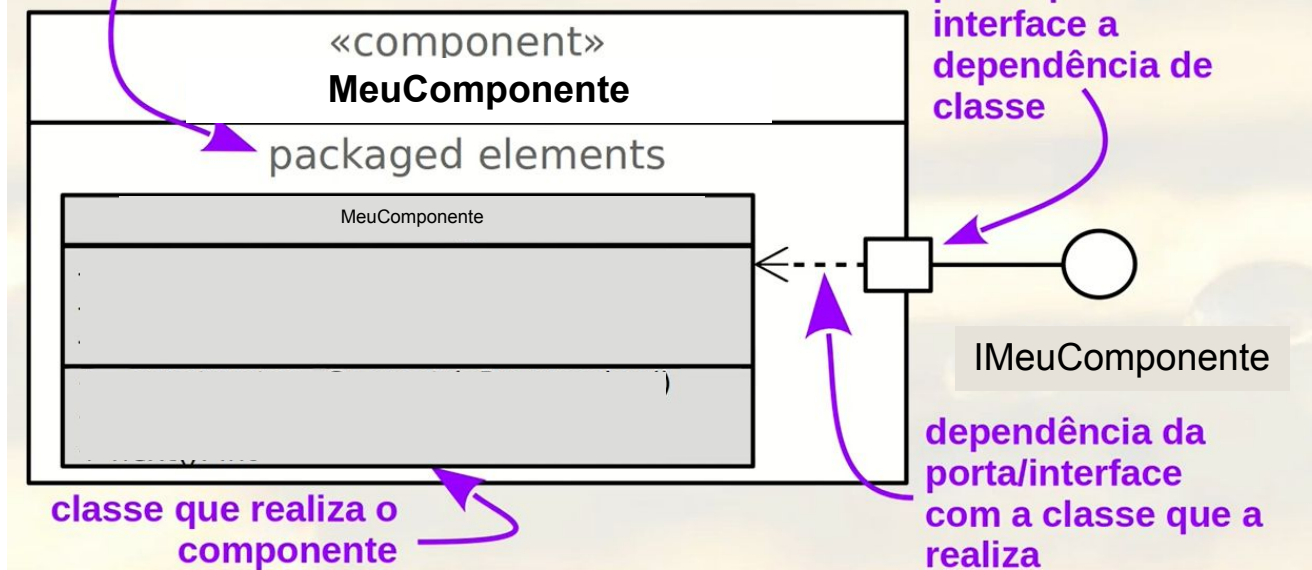 «component»
MeuComponente
packaged elements
MeuComponente
interface a
dependência de
classe
IMeuComponente
dependência da
porta/interface
com a classe que a
realiza
classe que realiza o
componente